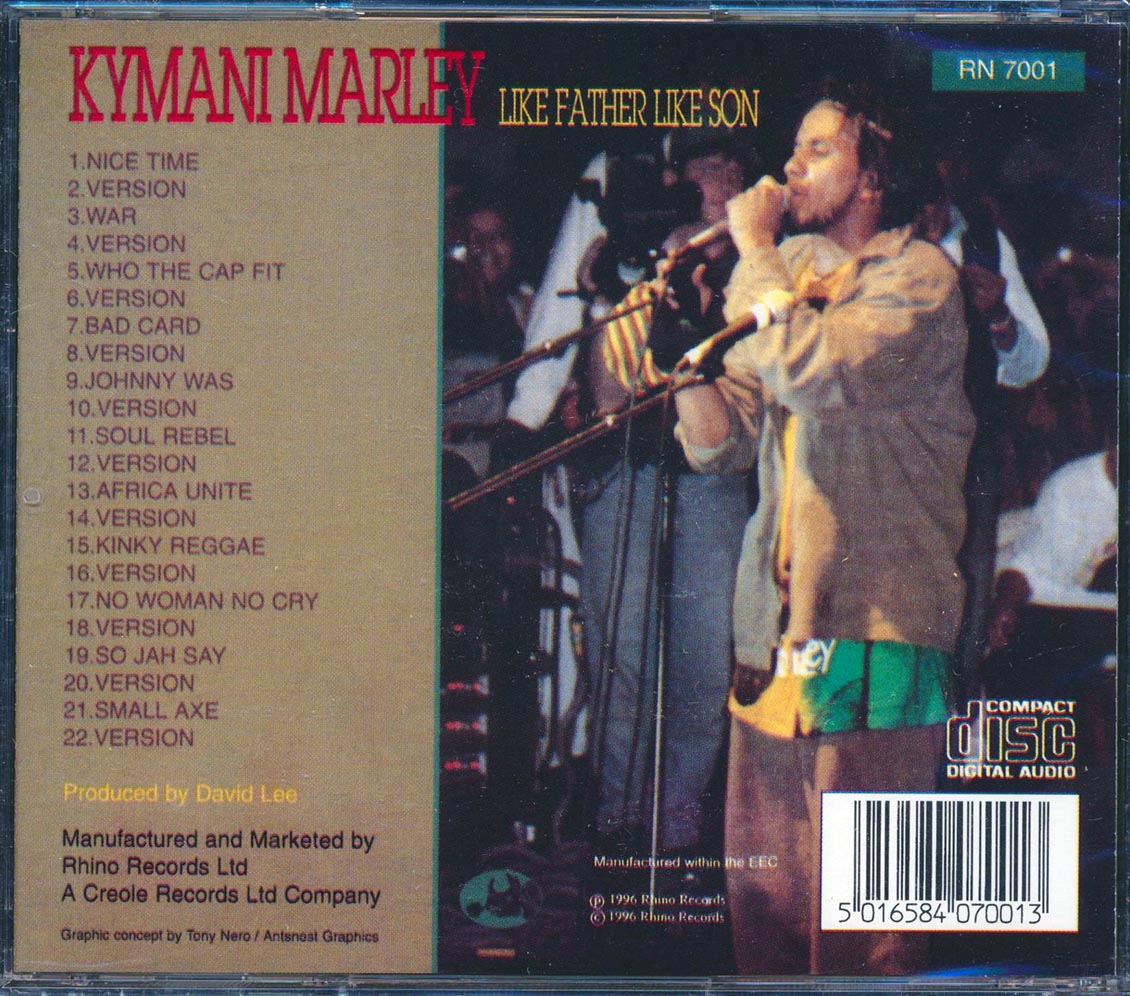 KYMANI MARLEY LIKE FATHER LIKE SON
RN 7001
1.NICE TIME
2.VERSION
3.WAR
4.VERSION
5.WHO THE CAP FIT
6.VERSION
7.BAD CARD
8.VERSION
9.JOHNNY WAS
10.VERSION
11.SOUL REBEL
12.VERSION
13.AFRICA UNITE
14.VERSION
15.KINKY REGGAE
16.VERSION
17.NO WOMAN NO CRY
18.VERSION
19.SO JAH SAY
20.VERSION
21.SMALL AXE
22.VERSION
Produced by David Lee
Manufactured and Marketed by
Rhino Records Ltd
A Creole Records Ltd Company
Graphic concept by Tony Nero / Antsnest Graphics
Manufactured within the EEC
℗ 1996 Rhino Records
© 1996 Rhino Records
COMPACT
disc
DIGITAL AUDIO
5 016584 070013